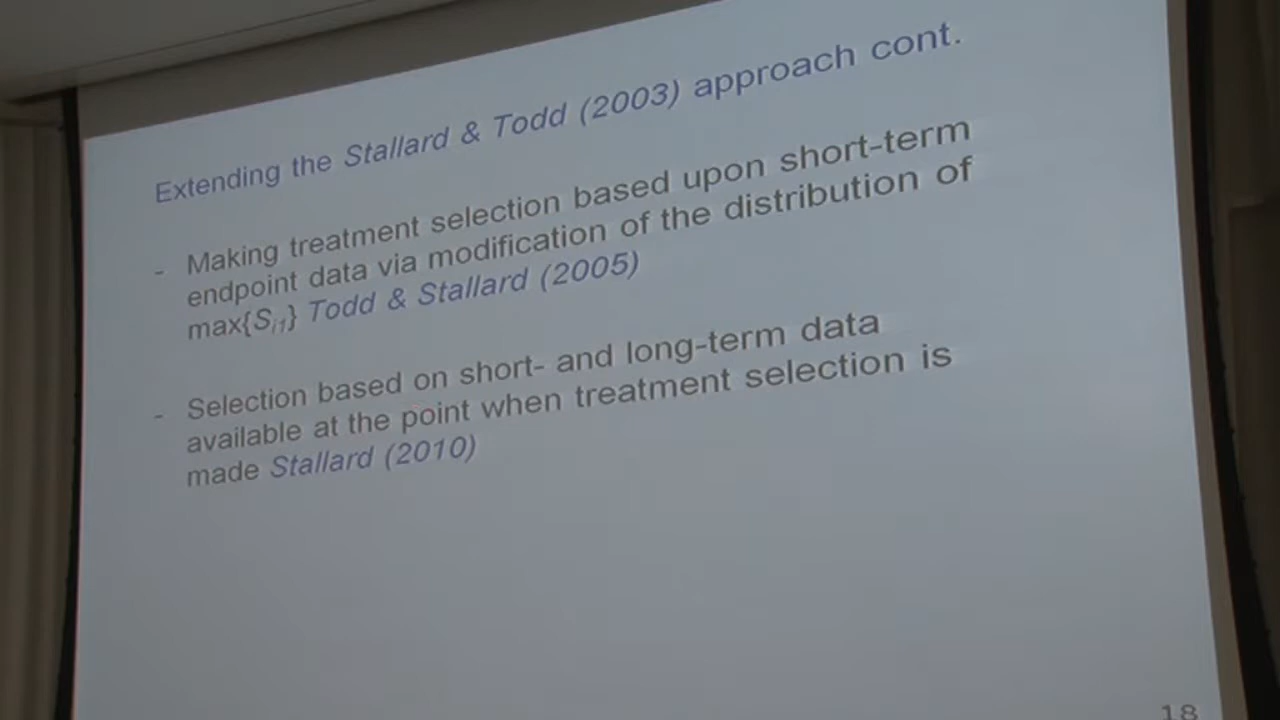 Extending the Stallard & Todd (2003) approach cont.
- Making treatment selection based upon short-term
endpoint data via modification of the distribution of
max{Si1} Todd & Stallard (2005)
- Selection based on short- and long-term data
available at the point when treatment selection is
made Stallard (2010)
18